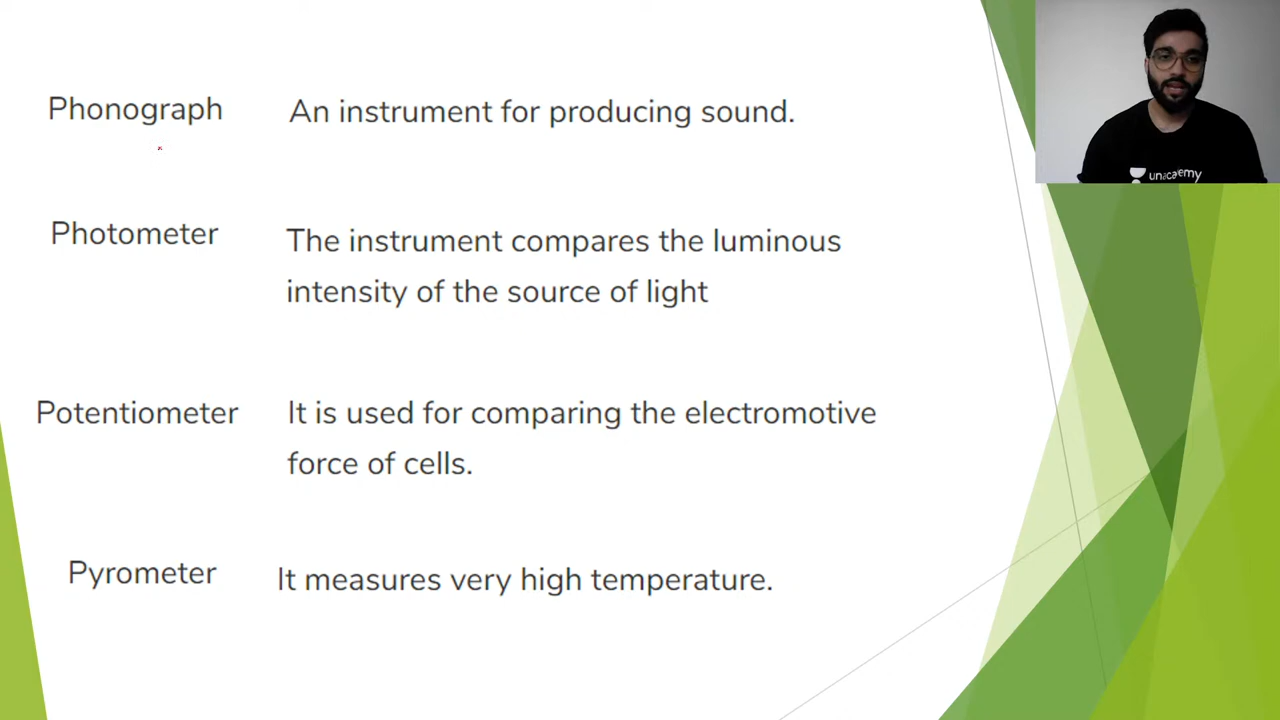 Phonograph
An instrument for producing sound.
Photometer
The instrument compares the luminous
intensity of the source of light
Potentiometer
It is used for comparing the electromotive
force of cells.
Pyrometer
It measures very high temperature.
unacademy